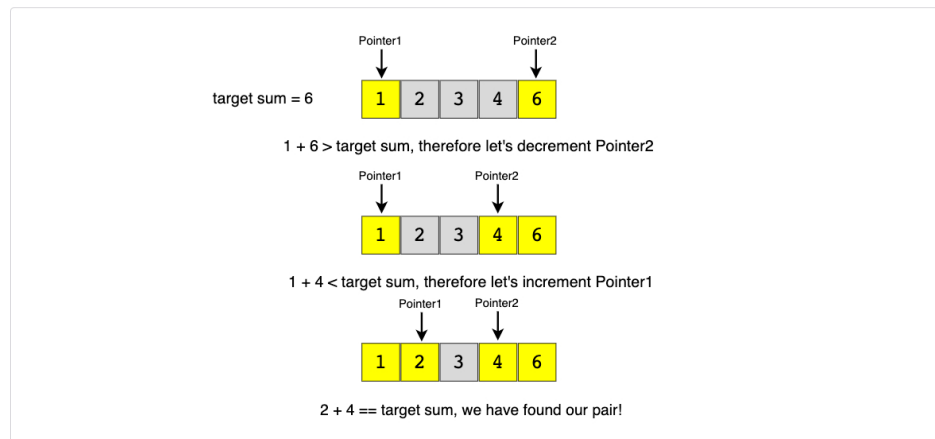 Pointer1 Pointer2
target sum = 6 1 2 3 4 6
1 + 6 > target sum, therefore let's decrement Pointer2
Pointer1 Pointer2
1 2 3 4 6
1 + 4 < target sum, therefore let's increment Pointer1
Pointer1 Pointer2
1 2 3 4 6
2 + 4 == target sum, we have found our pair!